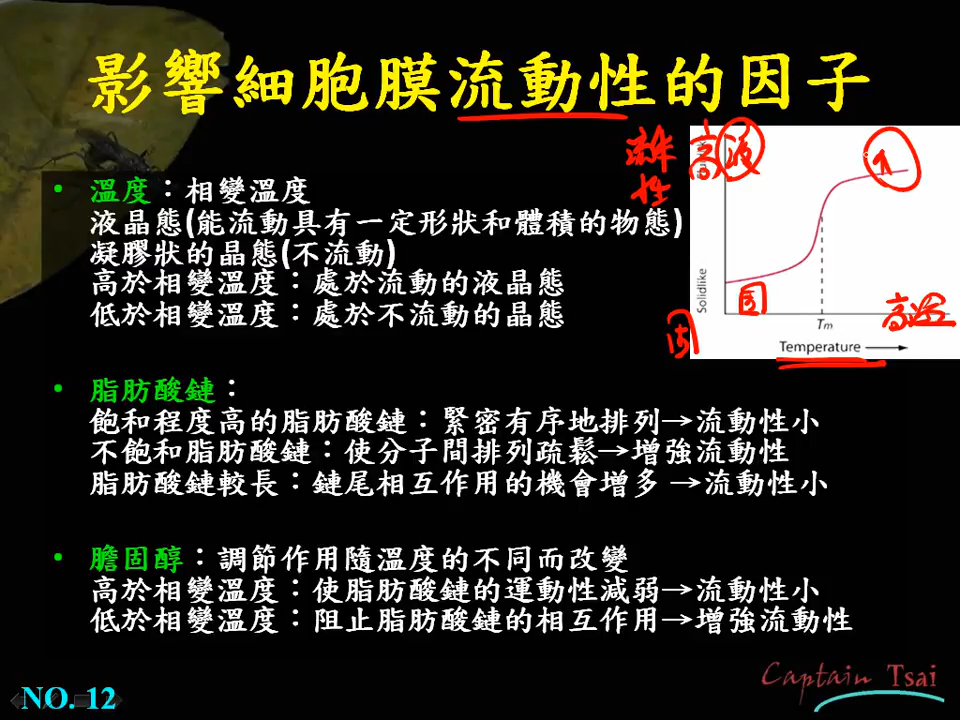 影響細胞膜流動性的因子
• 溫度：相變溫度
液晶態(能流動具有一定形狀和體積的物態)
凝膠狀的晶態(不流動)
高於相變溫度：處於流動的液晶態
低於相變溫度：處於不流動的晶態
高液
性
固
固
高溫
Solidlike
Tm
Temperature
• 脂肪酸鏈：
飽和程度高的脂肪酸鏈：緊密有序地排列→流動性小
不飽和脂肪酸鏈：使分子間排列疏鬆→增強流動性
脂肪酸鏈較長：鏈尾相互作用的機會增多 →流動性小
• 膽固醇：調節作用隨溫度的不同而改變
高於相變溫度：使脂肪酸鏈的運動性減弱→流動性小
低於相變溫度：阻止脂肪酸鏈的相互作用→增強流動性
Captain Tsai
NO. 12